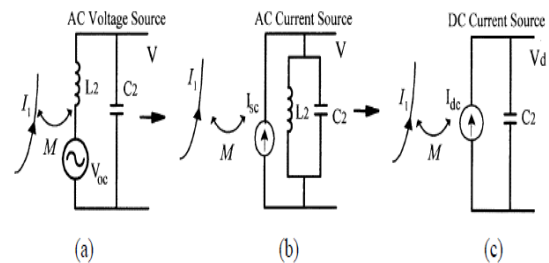 AC Voltage Source
V
L2
C2
I1
M
Voc
(a)
AC Current Source
V
I1
Isc
L2
C2
M
(b)
DC Current Source
Vd
I1
Idc
C2
M
(c)